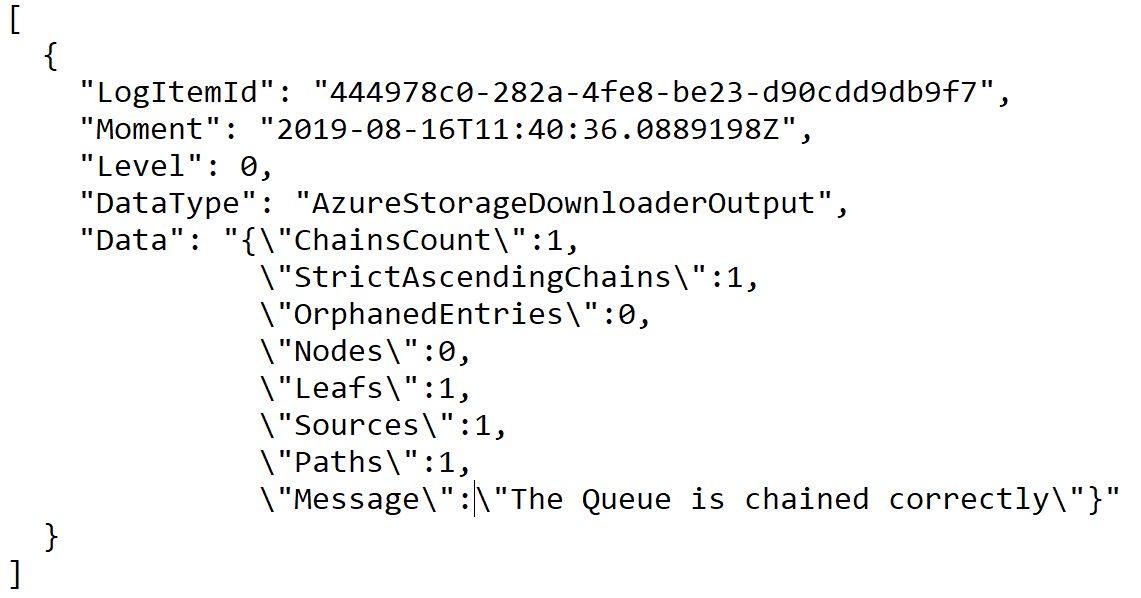 [
  {
    "LogItemId": "444978c0-282a-4fe8-be23-d90cdd9db9f7",
    "Moment": "2019-08-16T11:40:36.0889198Z",
    "Level": 0,
    "DataType": "AzureStorageDownloaderOutput",
    "Data": "{\"ChainsCount\":1,
              \"StrictAscendingChains\":1,
              \"OrphanedEntries\":0,
              \"Nodes\":0,
              \"Leafs\":1,
              \"Sources\":1,
              \"Paths\":1,
              \"Message\":\"The Queue is chained correctly\"}"
  }
]